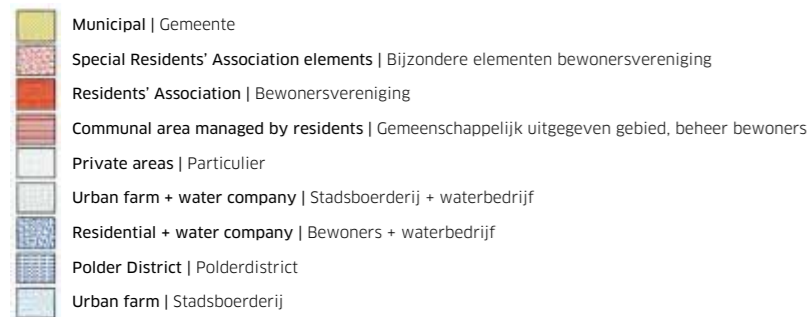 Municipal | Gemeente
Special Residents' Association elements | Bijzondere elementen bewonersvereniging
Residents' Association | Bewonersvereniging
Communal area managed by residents | Gemeenschappelijk uitgegeven gebied, beheer bewoners
Private areas | Particulier
Urban farm + water company | Stadsboerderij + waterbedrijf
Residential + water company | Bewoners + waterbedrijf
Polder District | Polderdistrict
Urban farm | Stadsboerderij